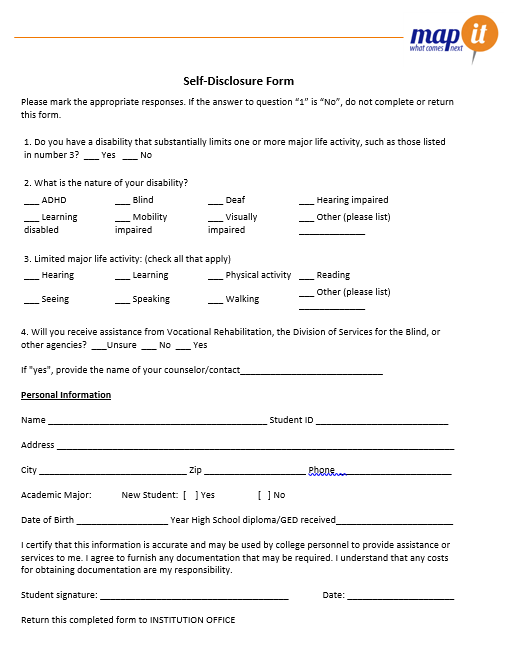 map it
what comes next
Self-Disclosure Form
Please mark the appropriate responses. If the answer to question “1” is “No”, do not complete or return
this form.
1. Do you have a disability that substantially limits one or more major life activity, such as those listed
in number 3? ___ Yes ___ No
2. What is the nature of your disability?
___ ADHD ___ Blind ___ Deaf ___ Hearing impaired
___ Learning disabled ___ Mobility impaired ___ Visually impaired ___ Other (please list) _____________
3. Limited major life activity: (check all that apply)
___ Hearing ___ Learning ___ Physical activity ___ Reading
___ Seeing ___ Speaking ___ Walking ___ Other (please list) _____________
4. Will you receive assistance from Vocational Rehabilitation, the Division of Services for the Blind, or
other agencies? ___Unsure ___ No ___ Yes
If "yes", provide the name of your counselor/contact____________________________
Personal Information
Name ___________________________________________ Student ID __________________________
Address ______________________________________________________________________________
City _____________________________ Zip ____________________ Phone_______________________
Academic Major: New Student: [ ] Yes [ ] No
Date of Birth __________________ Year High School diploma/GED received_______________________
I certify that this information is accurate and may be used by college personnel to provide assistance or
services to me. I agree to furnish any documentation that may be required. I understand that any costs
for obtaining documentation are my responsibility.
Student signature: _____________________________________ Date: _____________________
Return this completed form to INSTITUTION OFFICE